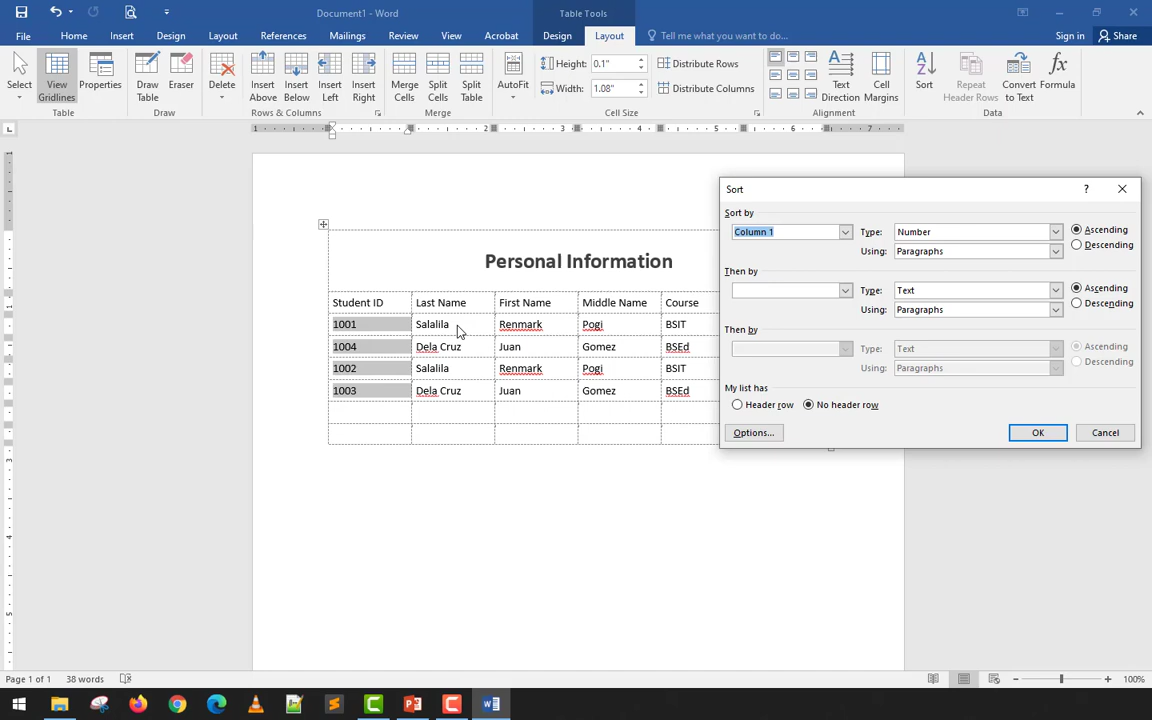 Document1 - Word
Table Tools
File Home Insert Design Layout References Mailings Review View Acrobat Design Layout Tell me what you want to do... Sign in Share
Select View Gridlines Properties
Table
Draw Table Eraser
Draw
Delete Insert Above Insert Below Insert Left Insert Right
Rows & Columns
Merge Cells Split Cells Split Table
Merge
AutoFit Height: 0.1" Distribute Rows
Width: 1.08" Distribute Columns
Cell Size
Text Direction Cell Margins
Alignment
Sort Repeat Header Rows Convert to Text Formula
Data
1 1 2 3 4 5 6 7
Personal Information
Student ID Last Name First Name Middle Name Course
1001 Salalila Renmark Pogi BSIT
1004 Dela Cruz Juan Gomez BSEd
1002 Salalila Renmark Pogi BSIT
1003 Dela Cruz Juan Gomez BSEd
Sort ?
Sort by
Column 1 Type: Number Ascending
Using: Paragraphs Descending
Then by
Type: Text Ascending
Using: Paragraphs Descending
Then by
Type: Text Ascending
Using: Paragraphs Descending
My list has
Header row No header row
Options... OK Cancel
Page 1 of 1 38 words 100%